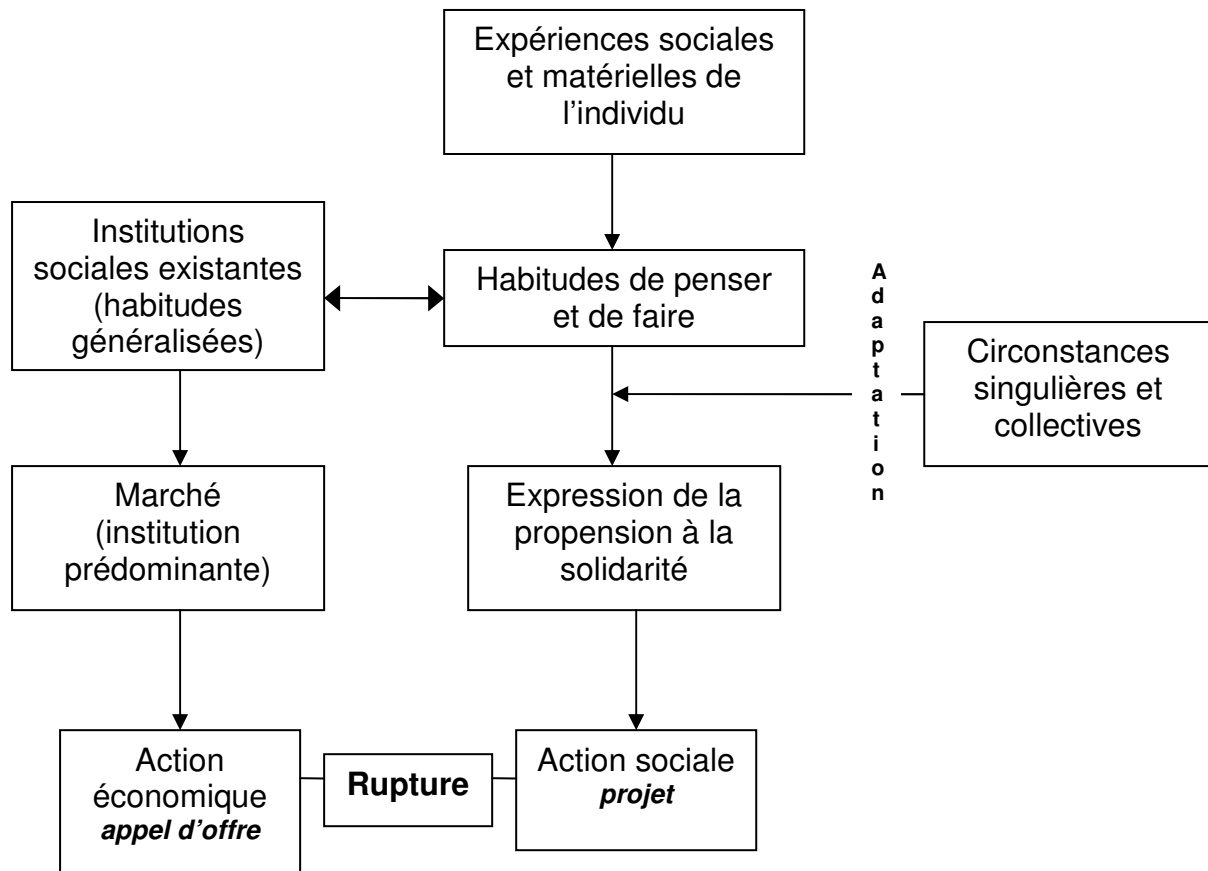 Expériences sociales
et matérielles de
l’individu
Institutions
sociales existantes
(habitudes
généralisées)
Habitudes de penser
et de faire
Adaptation
Circonstances
singulières et
collectives
Marché
(institution
prédominante)
Expression de la
propension à la
solidarité
Action
économique
appel d’offre
Rupture
Action sociale
projet